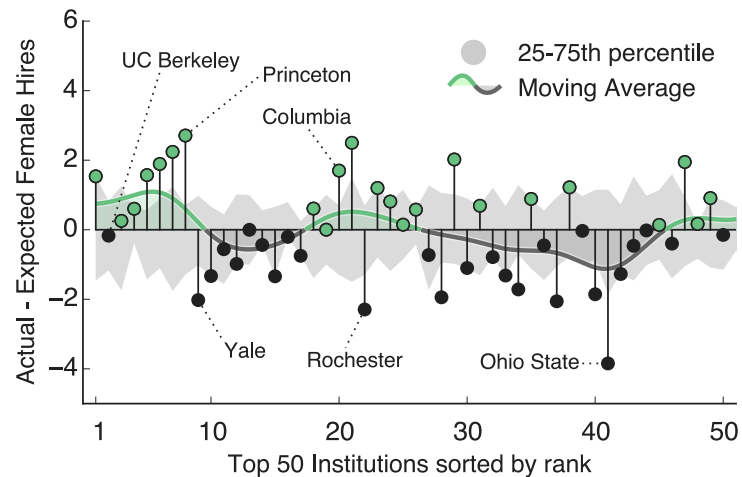 6
4
2
0
−2
−4
Actual - Expected Female Hires
UC Berkeley
Princeton
Columbia
25-75th percentile
Moving Average
Yale
Rochester
Ohio State
1 10 20 30 40 50
Top 50 Institutions sorted by rank